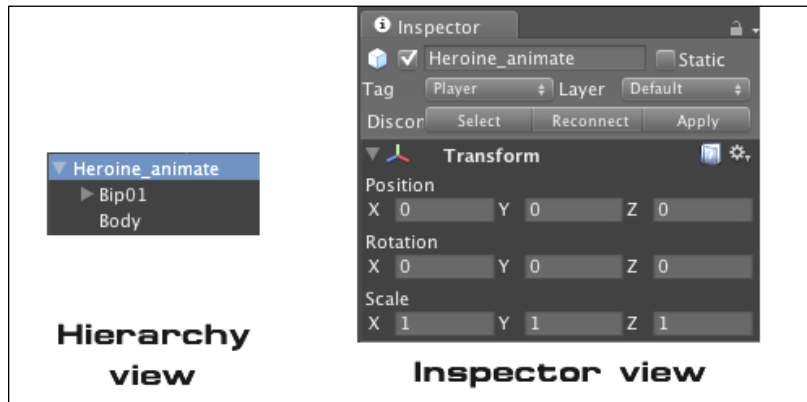 Heroine_animate
Bip01
Body
Hierarchy
view
Inspector
Heroine_animate Static
Tag Player Layer Default
Discor Select Reconnect Apply
Transform
Position
X 0 Y 0 Z 0
Rotation
X 0 Y 0 Z 0
Scale
X 1 Y 1 Z 1
Inspector view